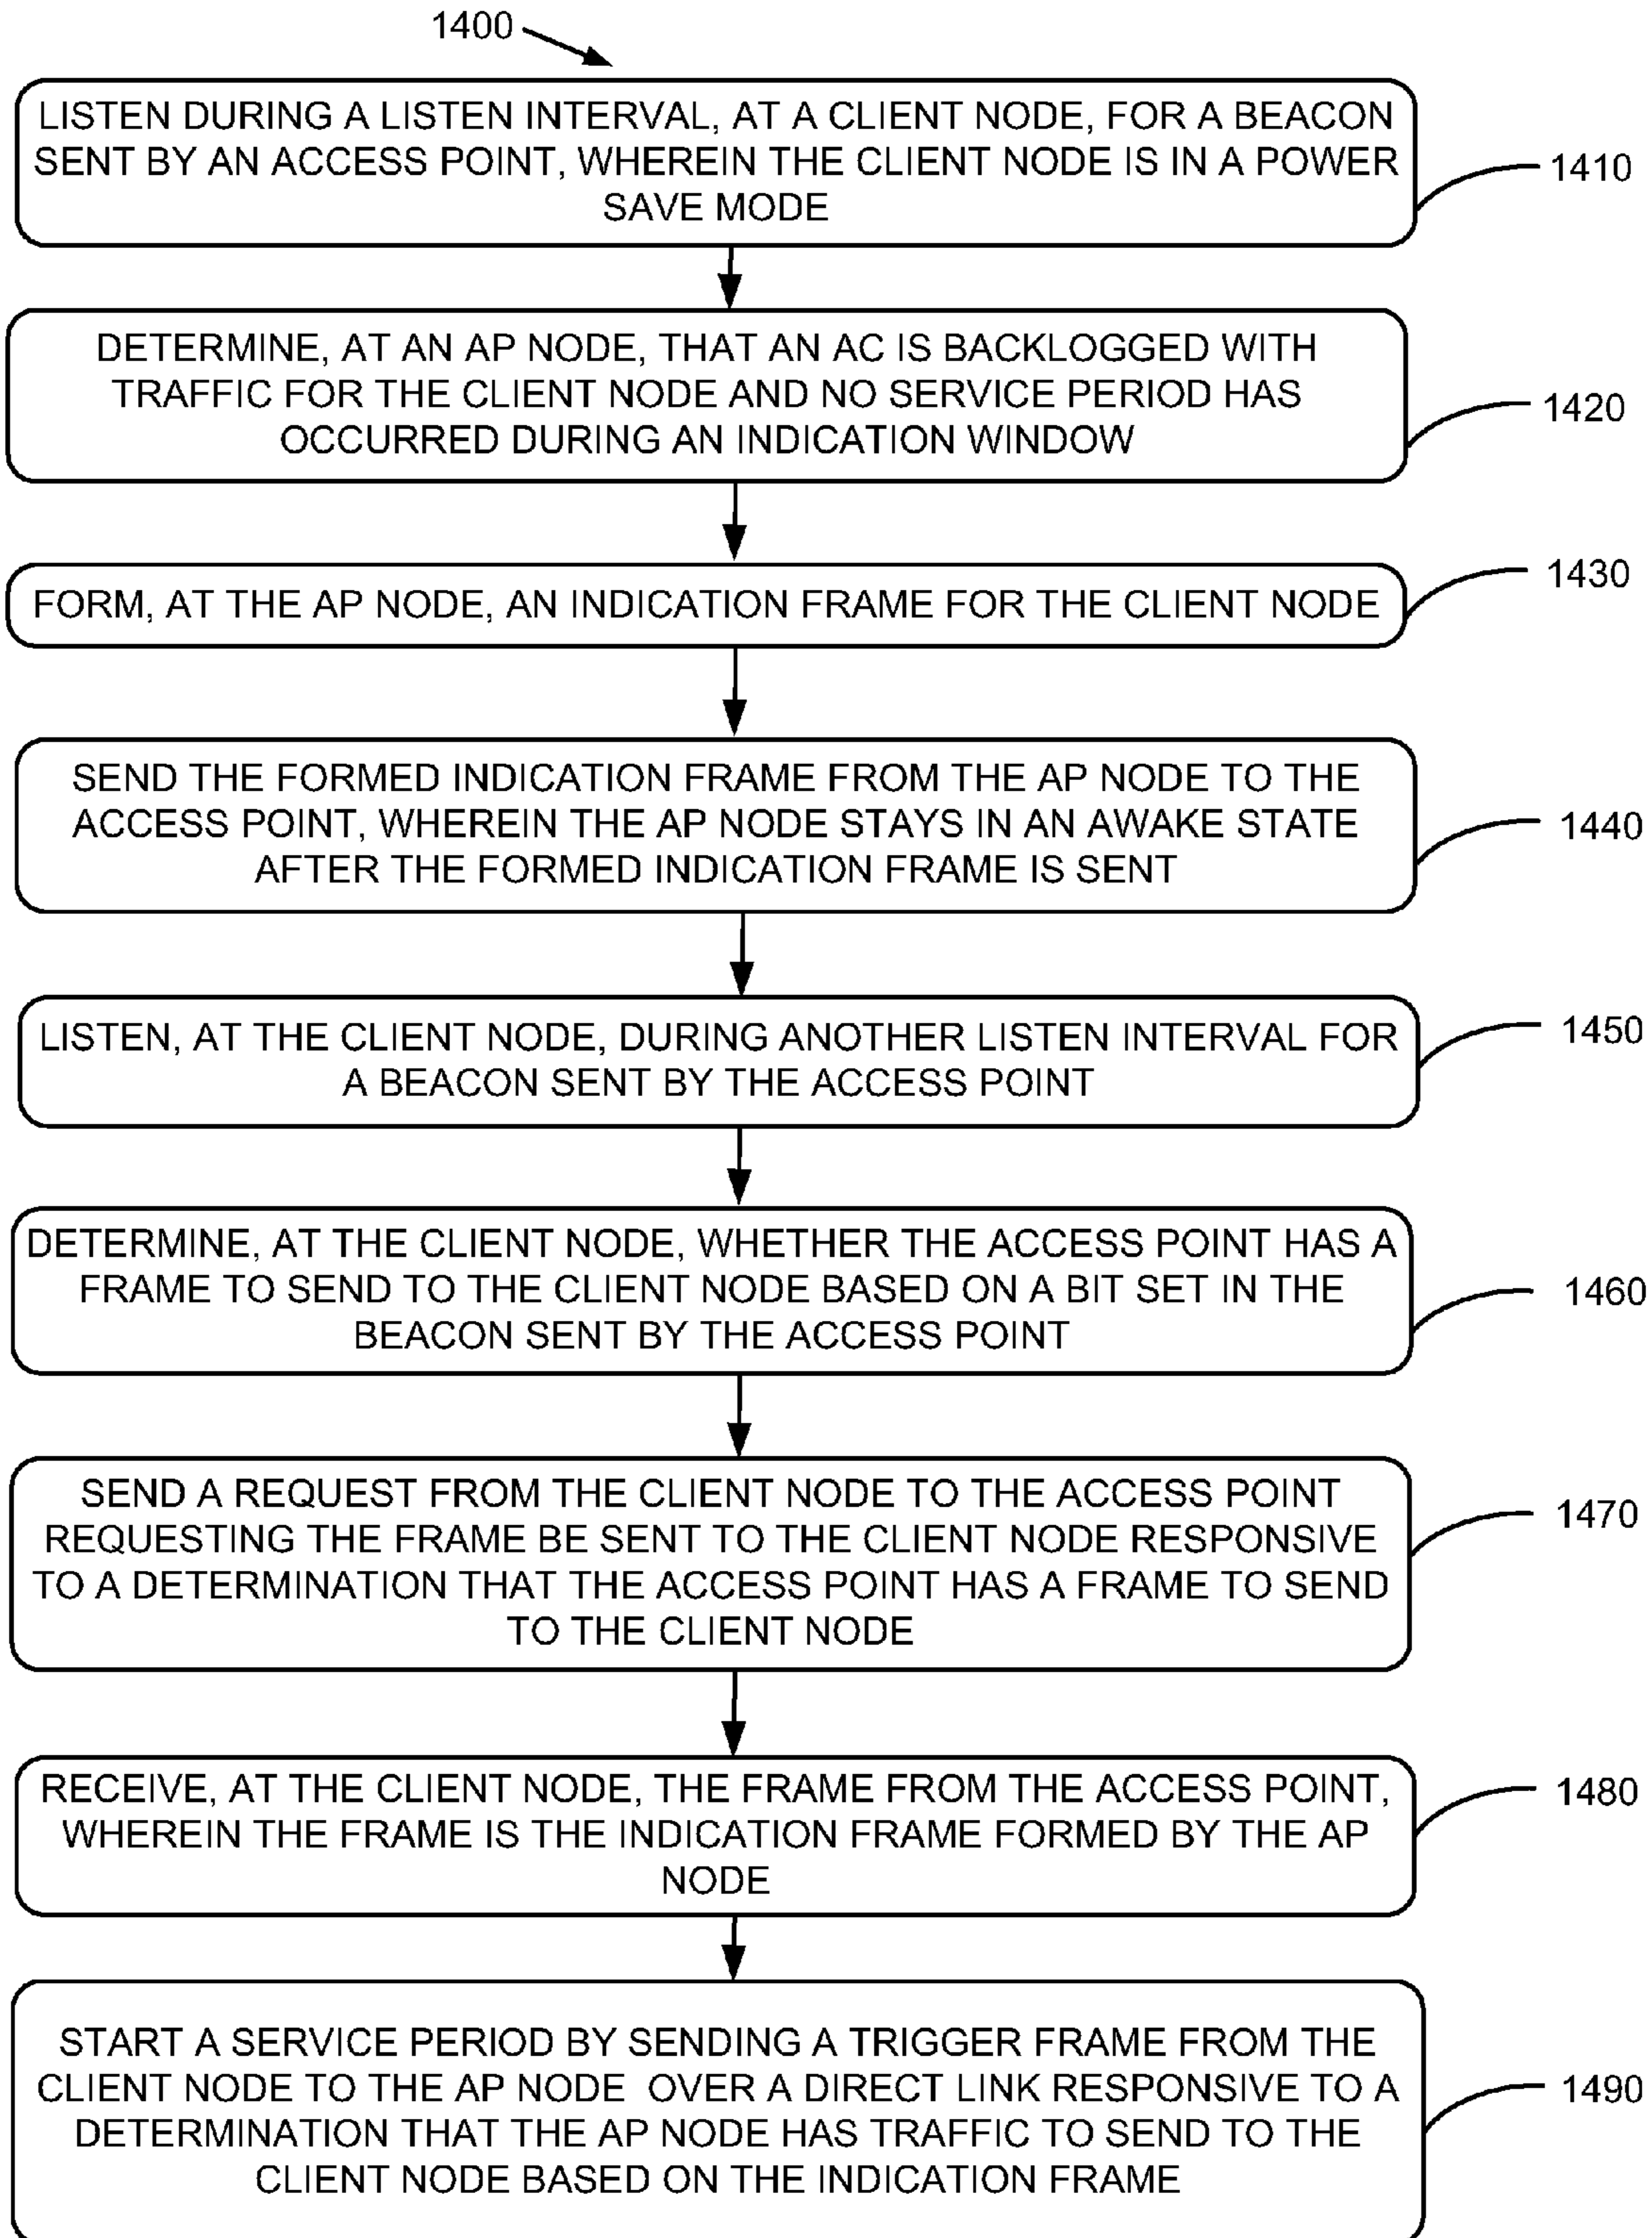 1400
LISTEN DURING A LISTEN INTERVAL, AT A CLIENT NODE, FOR A BEACON
SENT BY AN ACCESS POINT, WHEREIN THE CLIENT NODE IS IN A POWER
SAVE MODE
1410
DETERMINE, AT AN AP NODE, THAT AN AC IS BACKLOGGED WITH
TRAFFIC FOR THE CLIENT NODE AND NO SERVICE PERIOD HAS
OCCURRED DURING AN INDICATION WINDOW
1420
FORM, AT THE AP NODE, AN INDICATION FRAME FOR THE CLIENT NODE
1430
SEND THE FORMED INDICATION FRAME FROM THE AP NODE TO THE
ACCESS POINT, WHEREIN THE AP NODE STAYS IN AN AWAKE STATE
AFTER THE FORMED INDICATION FRAME IS SENT
1440
LISTEN, AT THE CLIENT NODE, DURING ANOTHER LISTEN INTERVAL FOR
A BEACON SENT BY THE ACCESS POINT
1450
DETERMINE, AT THE CLIENT NODE, WHETHER THE ACCESS POINT HAS A
FRAME TO SEND TO THE CLIENT NODE BASED ON A BIT SET IN THE
BEACON SENT BY THE ACCESS POINT
1460
SEND A REQUEST FROM THE CLIENT NODE TO THE ACCESS POINT
REQUESTING THE FRAME BE SENT TO THE CLIENT NODE RESPONSIVE
TO A DETERMINATION THAT THE ACCESS POINT HAS A FRAME TO SEND
TO THE CLIENT NODE
1470
RECEIVE, AT THE CLIENT NODE, THE FRAME FROM THE ACCESS POINT,
WHEREIN THE FRAME IS THE INDICATION FRAME FORMED BY THE AP
NODE
1480
START A SERVICE PERIOD BY SENDING A TRIGGER FRAME FROM THE
CLIENT NODE TO THE AP NODE OVER A DIRECT LINK RESPONSIVE TO A
DETERMINATION THAT THE AP NODE HAS TRAFFIC TO SEND TO THE
CLIENT NODE BASED ON THE INDICATION FRAME
1490